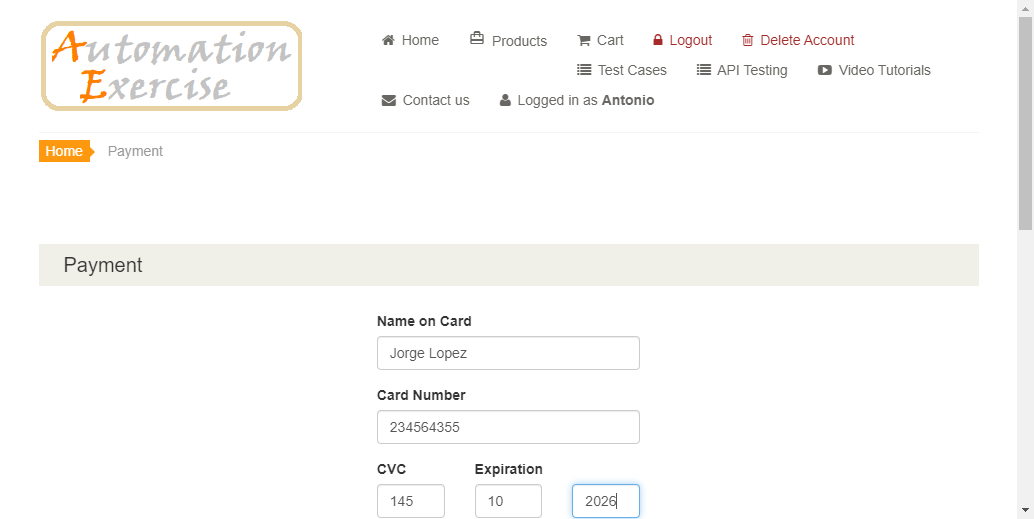 Automation
Exercise
Home Products Cart Logout Delete Account
Test Cases API Testing Video Tutorials
Contact us Logged in as Antonio
Home Payment
Payment
Name on Card
Jorge Lopez
Card Number
234564355
CVC Expiration
145 10 2026